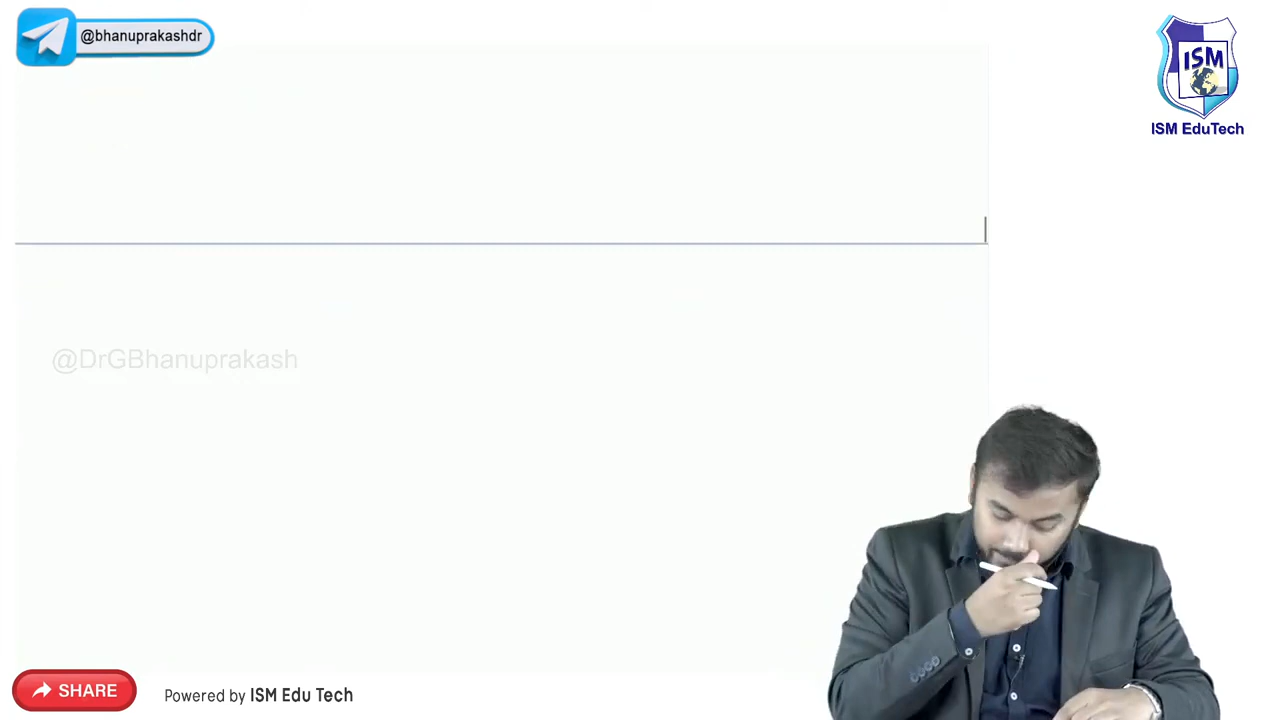 @bhanuprakashdr
ISM
ISM EduTech
@DrGBhanuprakash
SHARE
Powered by ISM Edu Tech